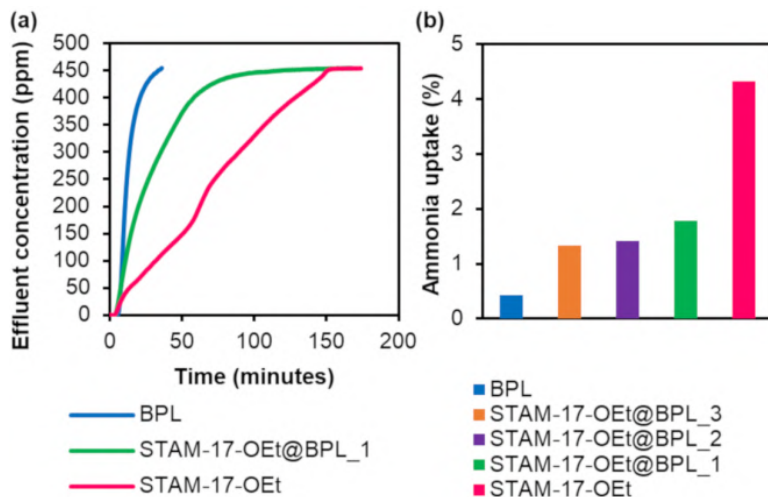 (a)
Effluent concentration (ppm)
500
450
400
350
300
250
200
150
100
50
0
0 50 100 150 200
Time (minutes)
BPL
STAM-17-OEt@BPL_1
STAM-17-OEt
(b)
Ammonia uptake (%)
5
4
3
2
1
0
BPL
STAM-17-OEt@BPL_3
STAM-17-OEt@BPL_2
STAM-17-OEt@BPL_1
STAM-17-OEt